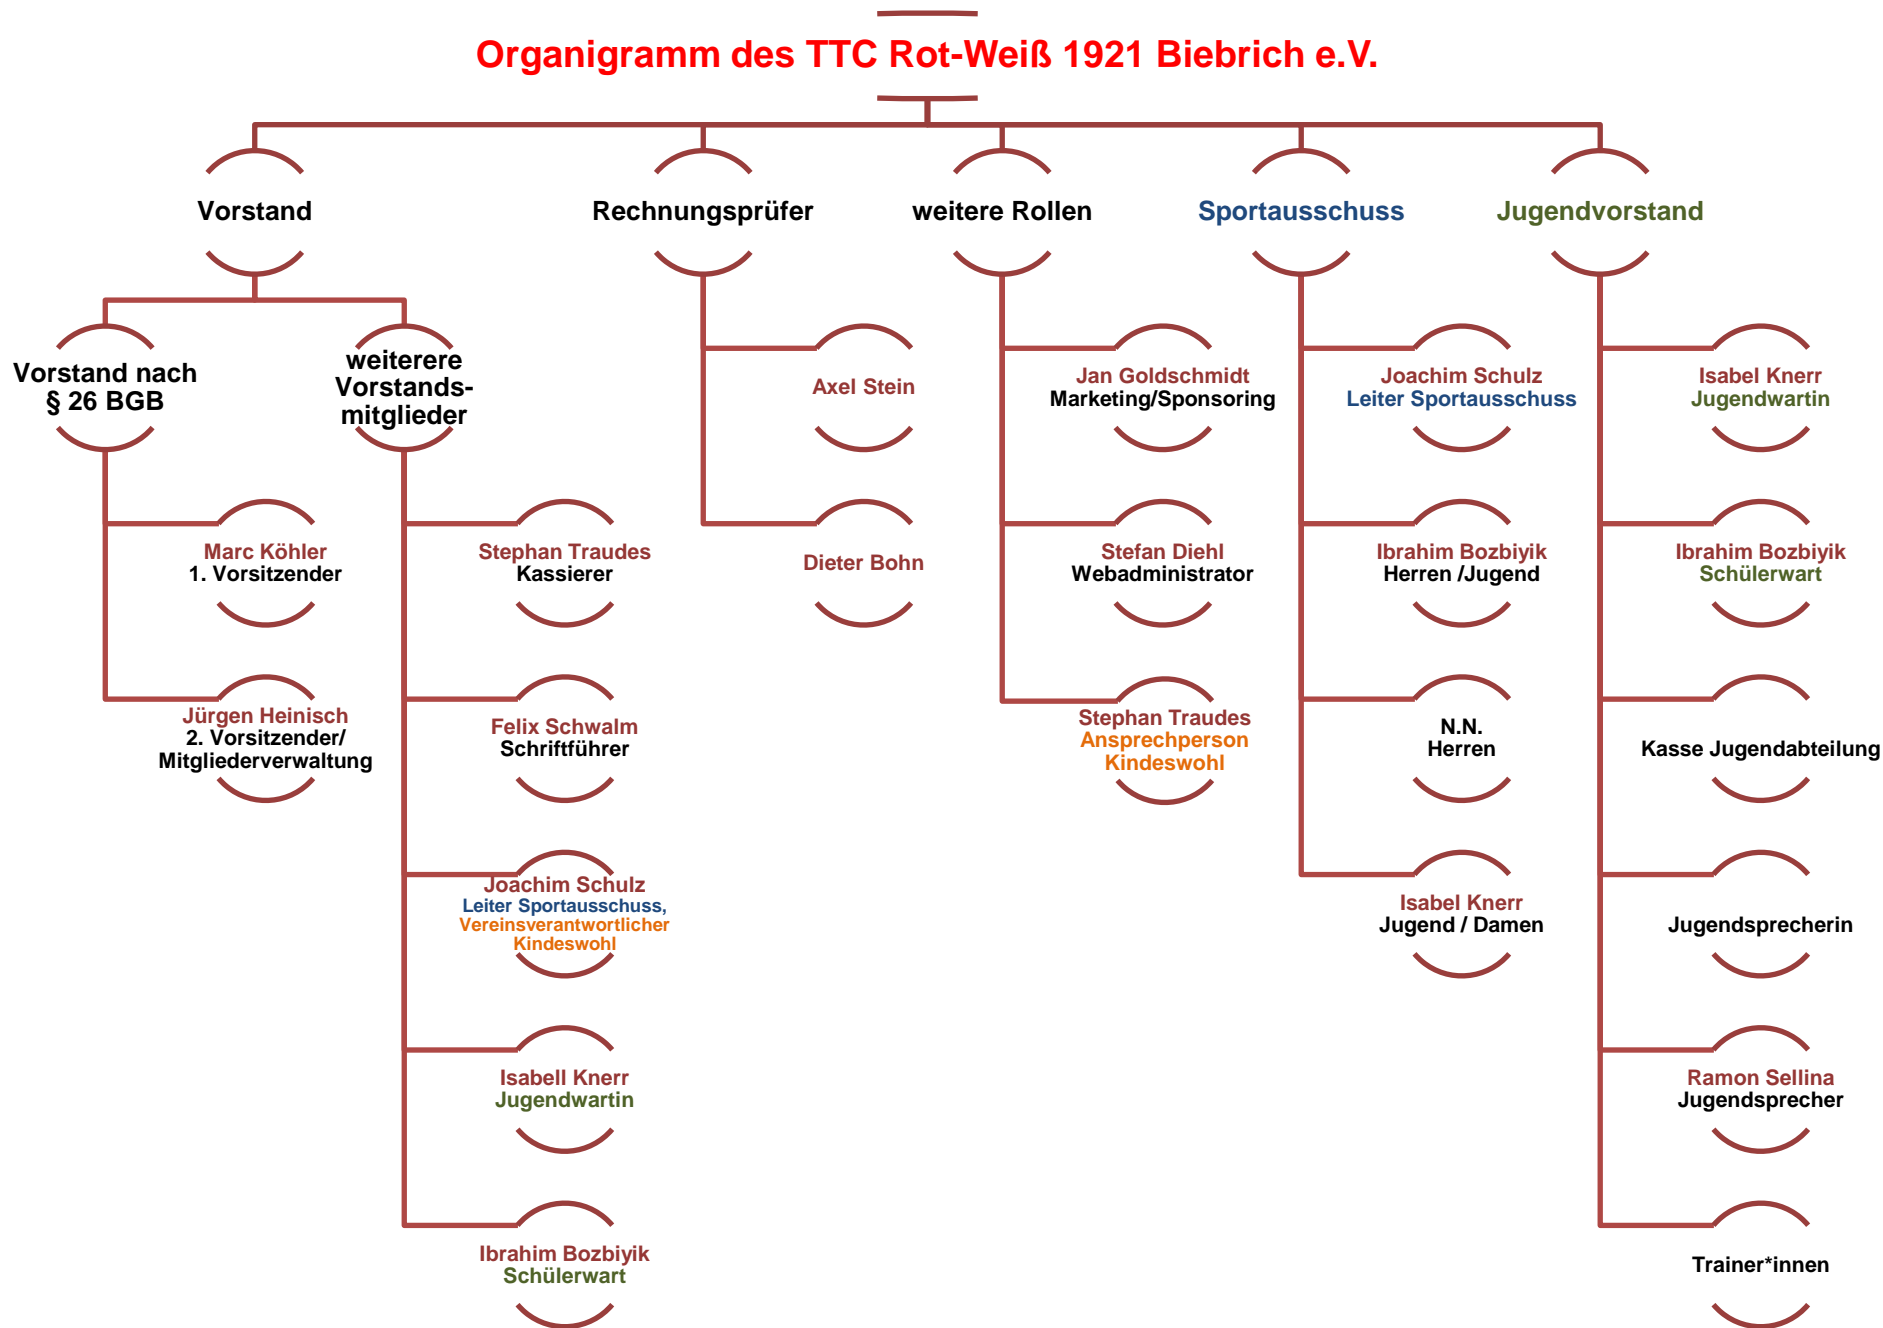 Organigramm des TTC Rot-Weiß 1921 Biebrich e.V.
Vorstand
Rechnungsprüfer
weitere Rollen
Sportausschuss
Jugendvorstand
Vorstand nach
§ 26 BGB
weiterere
Vorstands-
mitglieder
Marc Köhler
1. Vorsitzender
Jürgen Heinisch
2. Vorsitzender/
Mitgliederverwaltung
Stephan Traudes
Kassierer
Felix Schwalm
Schriftführer
Joachim Schulz
Leiter Sportausschuss,
Vereinsverantwortlicher
Kindeswohl
Isabell Knerr
Jugendwartin
Ibrahim Bozbiyik
Schülerwart
Axel Stein
Dieter Bohn
Jan Goldschmidt
Marketing/Sponsoring
Stefan Diehl
Webadministrator
Stephan Traudes
Ansprechperson
Kindeswohl
Joachim Schulz
Leiter Sportausschuss
Ibrahim Bozbiyik
Herren /Jugend
N.N.
Herren
Isabel Knerr
Jugend / Damen
Isabel Knerr
Jugendwartin
Ibrahim Bozbiyik
Schülerwart
Kasse Jugendabteilung
Jugendsprecherin
Ramon Sellina
Jugendsprecher
Trainer*innen